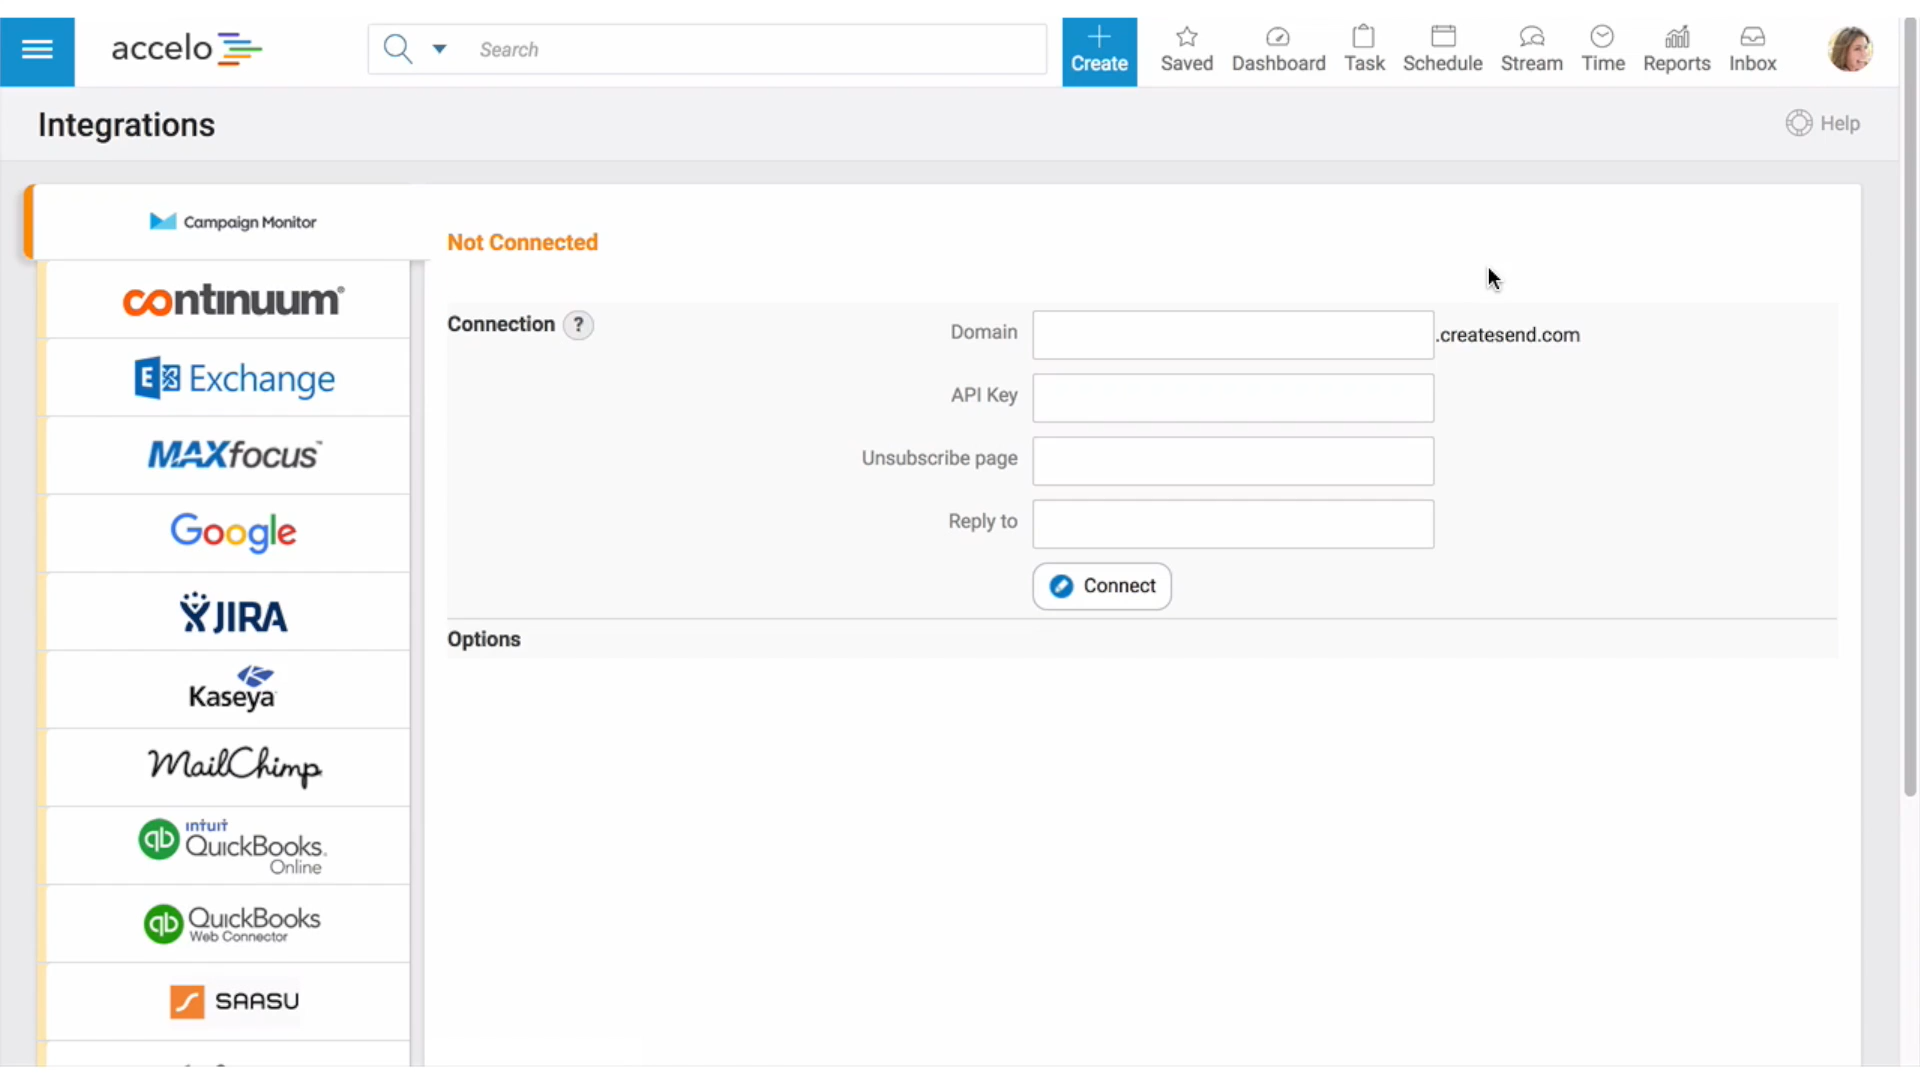 accelo
Search
Create
Saved
Dashboard
Task
Schedule
Stream
Time
Reports
Inbox
Integrations
Help
Campaign Monitor
continuum®
Exchange
MAXfocus™
Google
JIRA
Kaseya
MailChimp
intuit
QuickBooks.
Online
QuickBooks
Web Connector
SAASU
Not Connected
Connection ?
Domain .createsend.com
API Key
Unsubscribe page
Reply to
Connect
Options